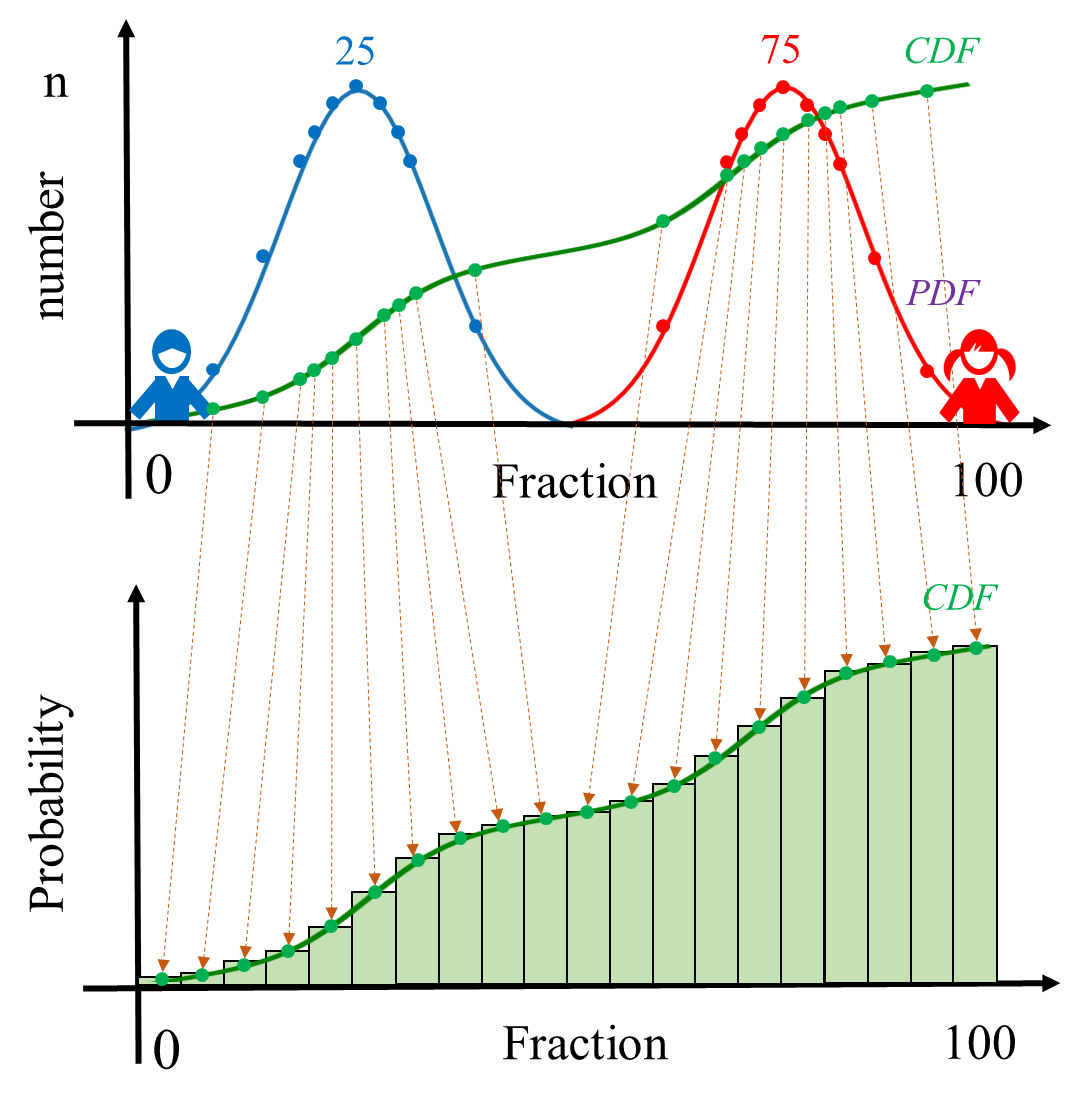 25
75
CDF
n
number
PDF
0
Fraction
100
CDF
Probability
0
Fraction
100